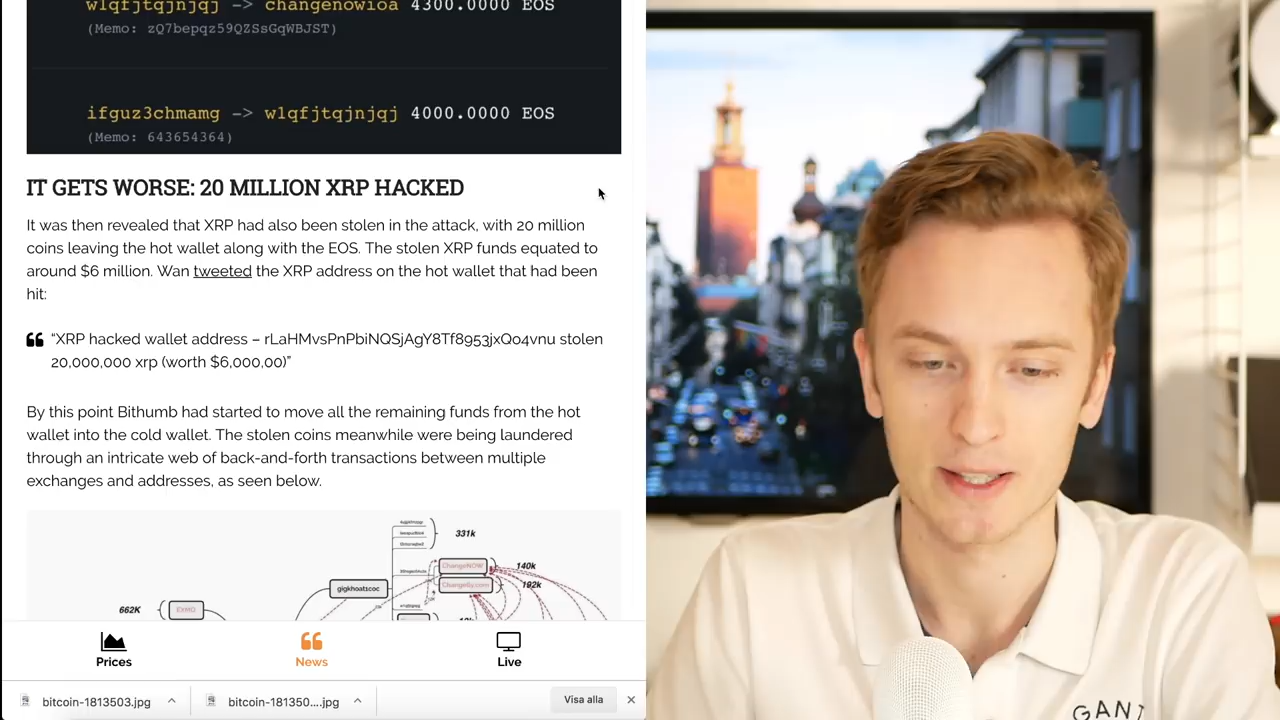 w1qfjtqjnjqj -> changenowioa 4300.0000 EOS
(Memo: zQ7bepqz59QZSsGqWBJST)
ifguz3chmamg -> w1qfjtqjnjqj 4000.0000 EOS
(Memo: 643654364)
IT GETS WORSE: 20 MILLION XRP HACKED
It was then revealed that XRP had also been stolen in the attack, with 20 million
coins leaving the hot wallet along with the EOS. The stolen XRP funds equated to
around $6 million. Wan tweeted the XRP address on the hot wallet that had been
hit:
“XRP hacked wallet address – rLaHMvsPnPbiNQSjAgY8Tf8953jxQo4vnu stolen
20,000,000 xrp (worth $6,000,00)”
By this point Bithumb had started to move all the remaining funds from the hot
wallet into the cold wallet. The stolen coins meanwhile were being laundered
through an intricate web of back-and-forth transactions between multiple
exchanges and addresses, as seen below.
331k
ChangeNOW 140k
192k
gigkhoatscoc
662K EXMO
Prices News Live
bitcoin-1813503.jpg bitcoin-181350....jpg Visa alla
GANT